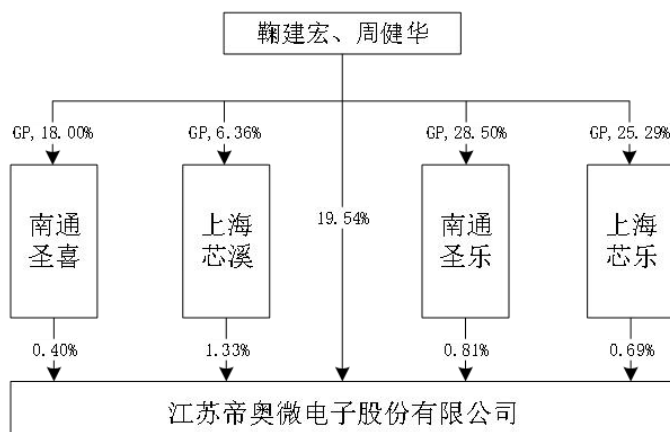 鞠建宏、周健华
GP,18.00%
GP,6.36%
GP,28.50%
GP,25.29%
南通
圣喜
上海
芯溪
19.54%
南通
圣乐
上海
芯乐
0.40%
1.33%
0.81%
0.69%
江苏帝奥微电子股份有限公司